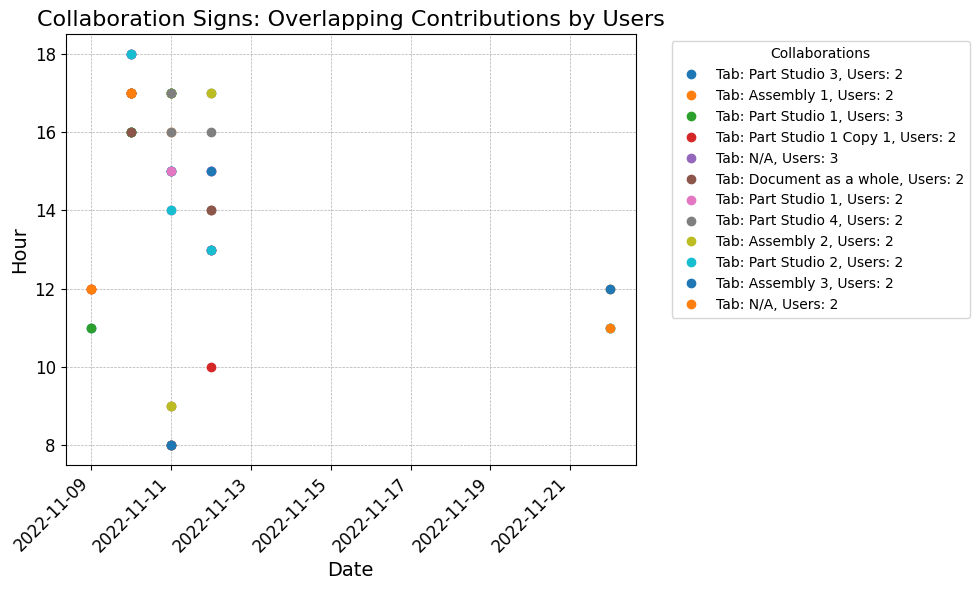 Collaboration Signs: Overlapping Contributions by Users
18
16
14
12
10
8
Hour
2022-11-09
2022-11-11
2022-11-13
2022-11-15
2022-11-17
2022-11-19
2022-11-21
Date
Collaborations
Tab: Part Studio 3, Users: 2
Tab: Assembly 1, Users: 2
Tab: Part Studio 1, Users: 3
Tab: Part Studio 1 Copy 1, Users: 2
Tab: N/A, Users: 3
Tab: Document as a whole, Users: 2
Tab: Part Studio 1, Users: 2
Tab: Part Studio 4, Users: 2
Tab: Assembly 2, Users: 2
Tab: Part Studio 2, Users: 2
Tab: Assembly 3, Users: 2
Tab: N/A, Users: 2